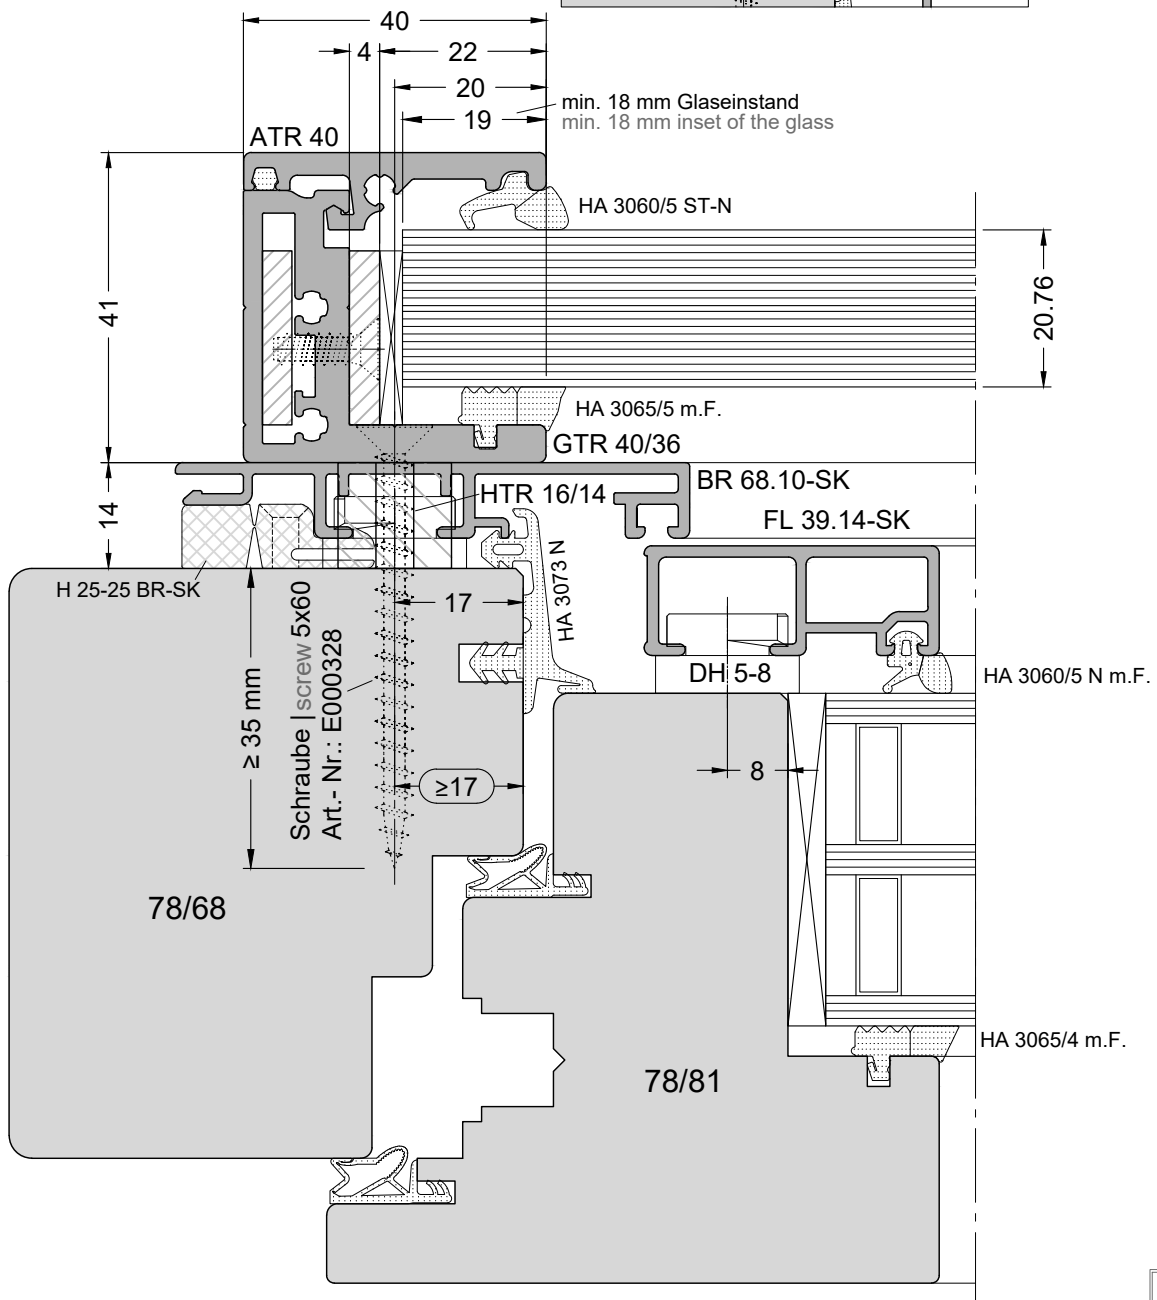 40
4
22
20
19
min. 18 mm Glaseinstand
min. 18 mm inset of the glass
ATR 40
HA 3060/5 ST-N
41
20.76
HA 3065/5 m.F.
GTR 40/36
BR 68.10-SK
HTR 16/14
14
FL 39.14-SK
H 25-25 BR-SK
17
HA 3073 N
DH 5-8
HA 3060/5 N m.F.
≥ 35 mm
Schraube | screw 5x60
Art.- Nr.: E000328
≥17
8
78/68
HA 3065/4 m.F.
78/81